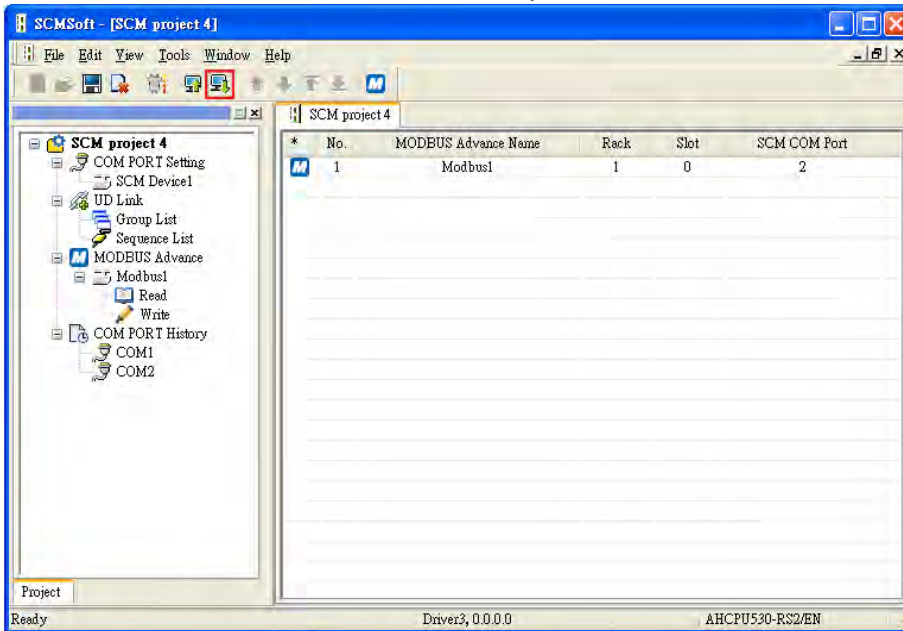 SCMSoft - [SCM project 4]
File Edit View Tools Window Help
SCM project 4
COM PORT Setting
SCM Device1
UD Link
Group List
Sequence List
MODBUS Advance
Modbus1
Read
Write
COM PORT History
COM1
COM2
Project
SCM project 4
* No. MODBUS Advance Name Rack Slot SCM COM Port
M 1 Modbus1 1 0 2
Ready Driver3, 0.0.0.0 AHCPU530-RS2/EN